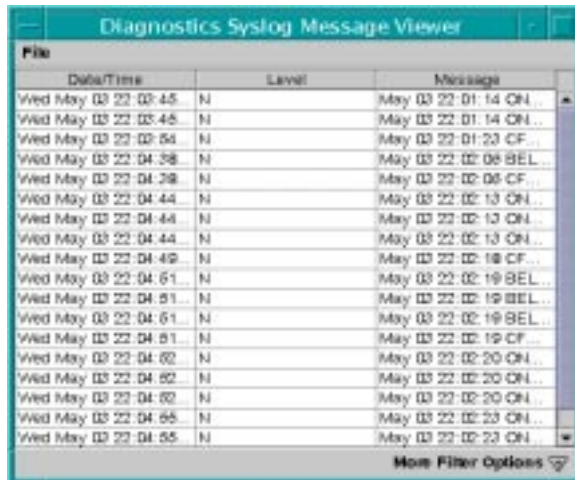 Diagnostics Syslog Message Viewer
File
Date/Time Level Message
Wed May 03 22:03:45... N May 03 22:01:14 ON...
Wed May 03 22:03:46... N May 03 22:01:14 ON...
Wed May 03 22:03:54... N May 03 22:01:23 CF...
Wed May 03 22:04:38... N May 03 22:02:06 BEL...
Wed May 03 22:04:38... N May 03 22:02:06 CF...
Wed May 03 22:04:44... N May 03 22:02:13 ON...
Wed May 03 22:04:44... N May 03 22:02:13 ON...
Wed May 03 22:04:44... N May 03 22:02:13 ON...
Wed May 03 22:04:49... N May 03 22:02:18 CF...
Wed May 03 22:04:51... N May 03 22:02:19 BEL...
Wed May 03 22:04:51... N May 03 22:02:19 BEL...
Wed May 03 22:04:51... N May 03 22:02:19 BEL...
Wed May 03 22:04:51... N May 03 22:02:19 CF...
Wed May 03 22:04:52... N May 03 22:02:20 ON...
Wed May 03 22:04:52... N May 03 22:02:20 ON...
Wed May 03 22:04:52... N May 03 22:02:20 ON...
Wed May 03 22:04:55... N May 03 22:02:23 ON...
Wed May 03 22:04:55... N May 03 22:02:23 ON...
More Filter Options